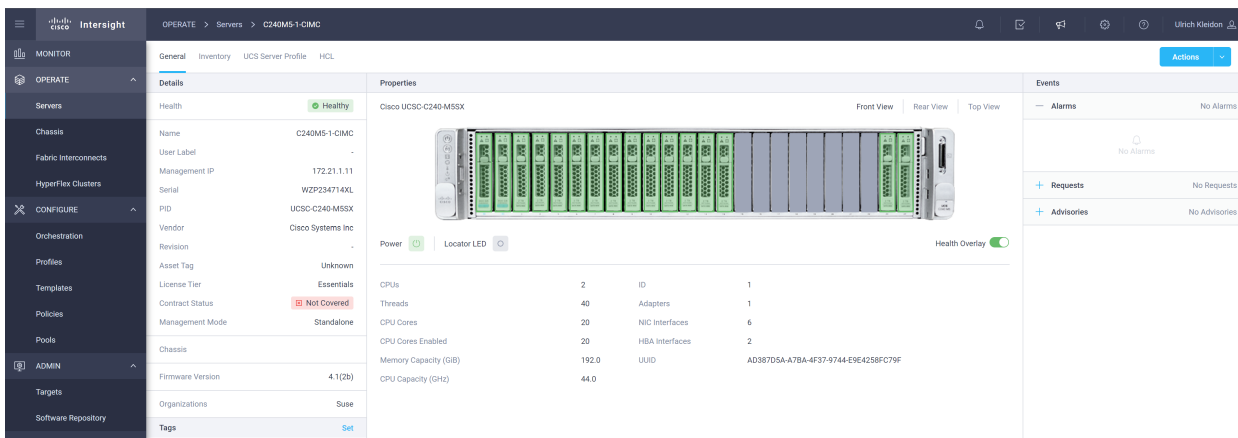 cisco Intersight
OPERATE > Servers > C240M5-1-CIMC
Ulrich Kleidon
MONITOR
OPERATE
Servers
Chassis
Fabric Interconnects
HyperFlex Clusters
CONFIGURE
Orchestration
Profiles
Templates
Policies
Pools
ADMIN
Targets
Software Repository
General Inventory UCS Server Profile HCL
Actions
Details
Health Healthy
Name C240M5-1-CIMC
User Label -
Management IP 172.21.1.11
Serial WZP234714XL
PID UCSC-C240-M5SX
Vendor Cisco Systems Inc
Revision -
Asset Tag Unknown
License Tier Essentials
Contract Status Not Covered
Management Mode Standalone
Chassis
Firmware Version 4.1(2b)
Organizations Suse
Tags Set
Properties
Cisco UCSC-C240-M5SX
Front View Rear View Top View
Power Locator LED
Health Overlay
CPUs 2 ID 1
Threads 40 Adapters 1
CPU Cores 20 NIC Interfaces 6
CPU Cores Enabled 20 HBA Interfaces 2
Memory Capacity (GiB) 192.0 UUID AD387D5A-A7BA-4F37-9744-E9E4258FC79F
CPU Capacity (GHz) 44.0
Events
Alarms No Alarms
No Alarms
Requests No Requests
Advisories No Advisories